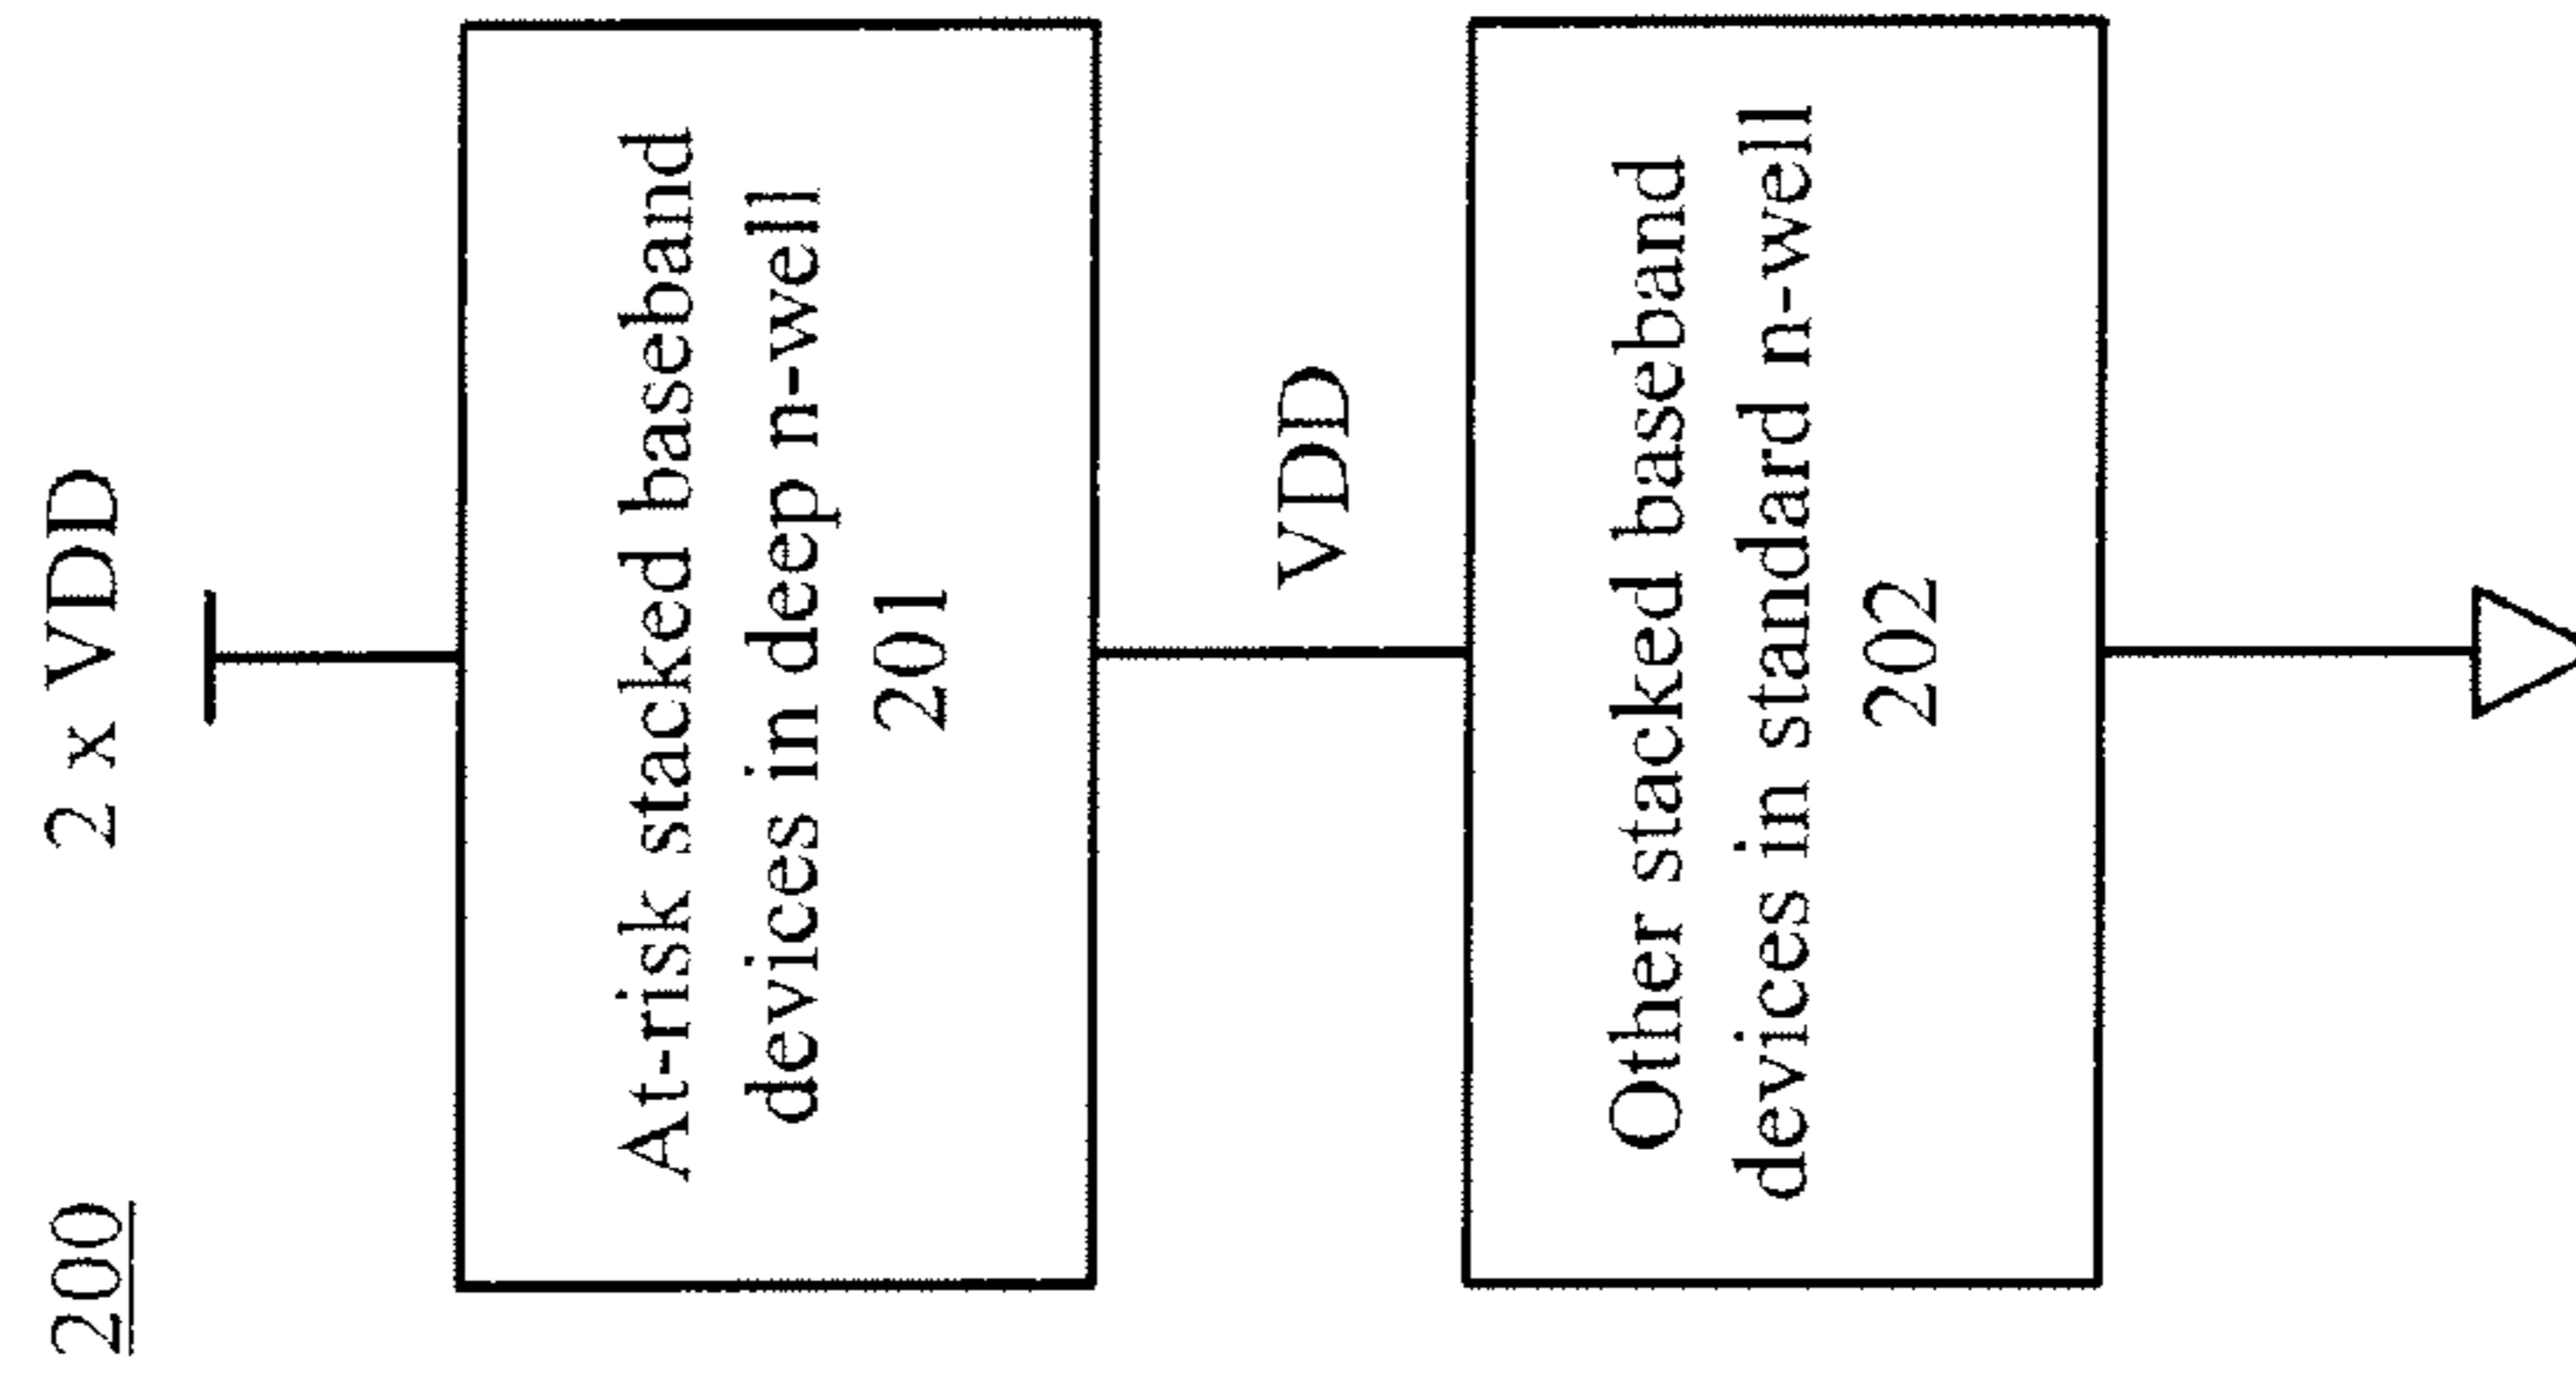 200
2 x VDD
At-risk stacked baseband
devices in deep n-well
201
VDD
Other stacked baseband
devices in standard n-well
202